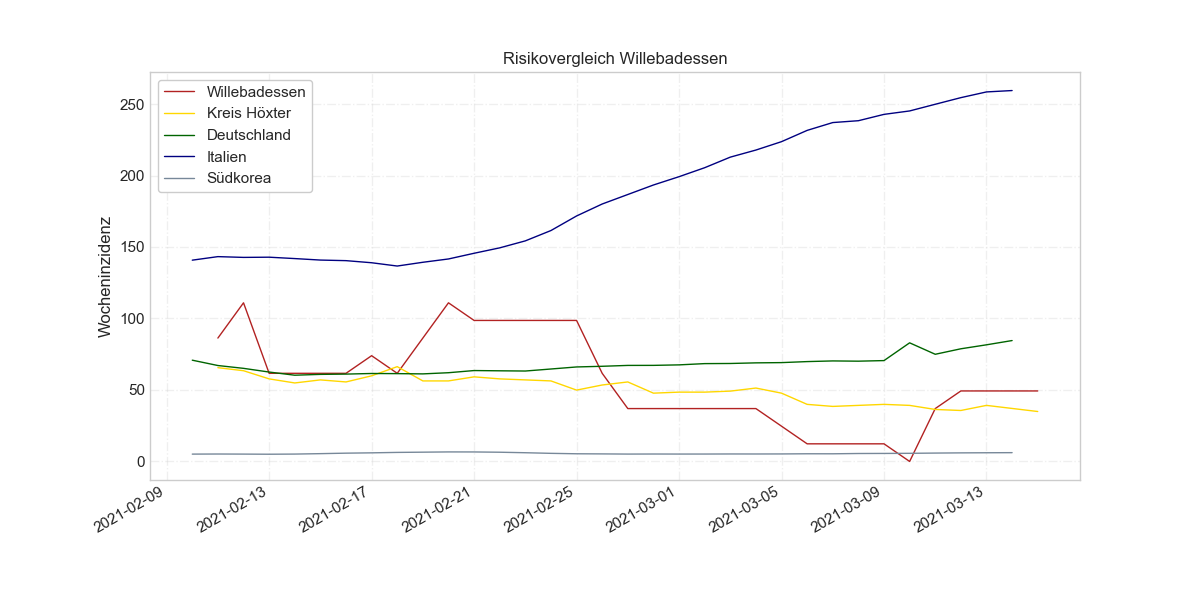 Risikovergleich Willebadessen
Willebadessen
Kreis Höxter
Deutschland
Italien
Südkorea
Wocheninzidenz
250
200
150
100
50
0
2021-02-09
2021-02-13
2021-02-17
2021-02-21
2021-02-25
2021-03-01
2021-03-05
2021-03-09
2021-03-13